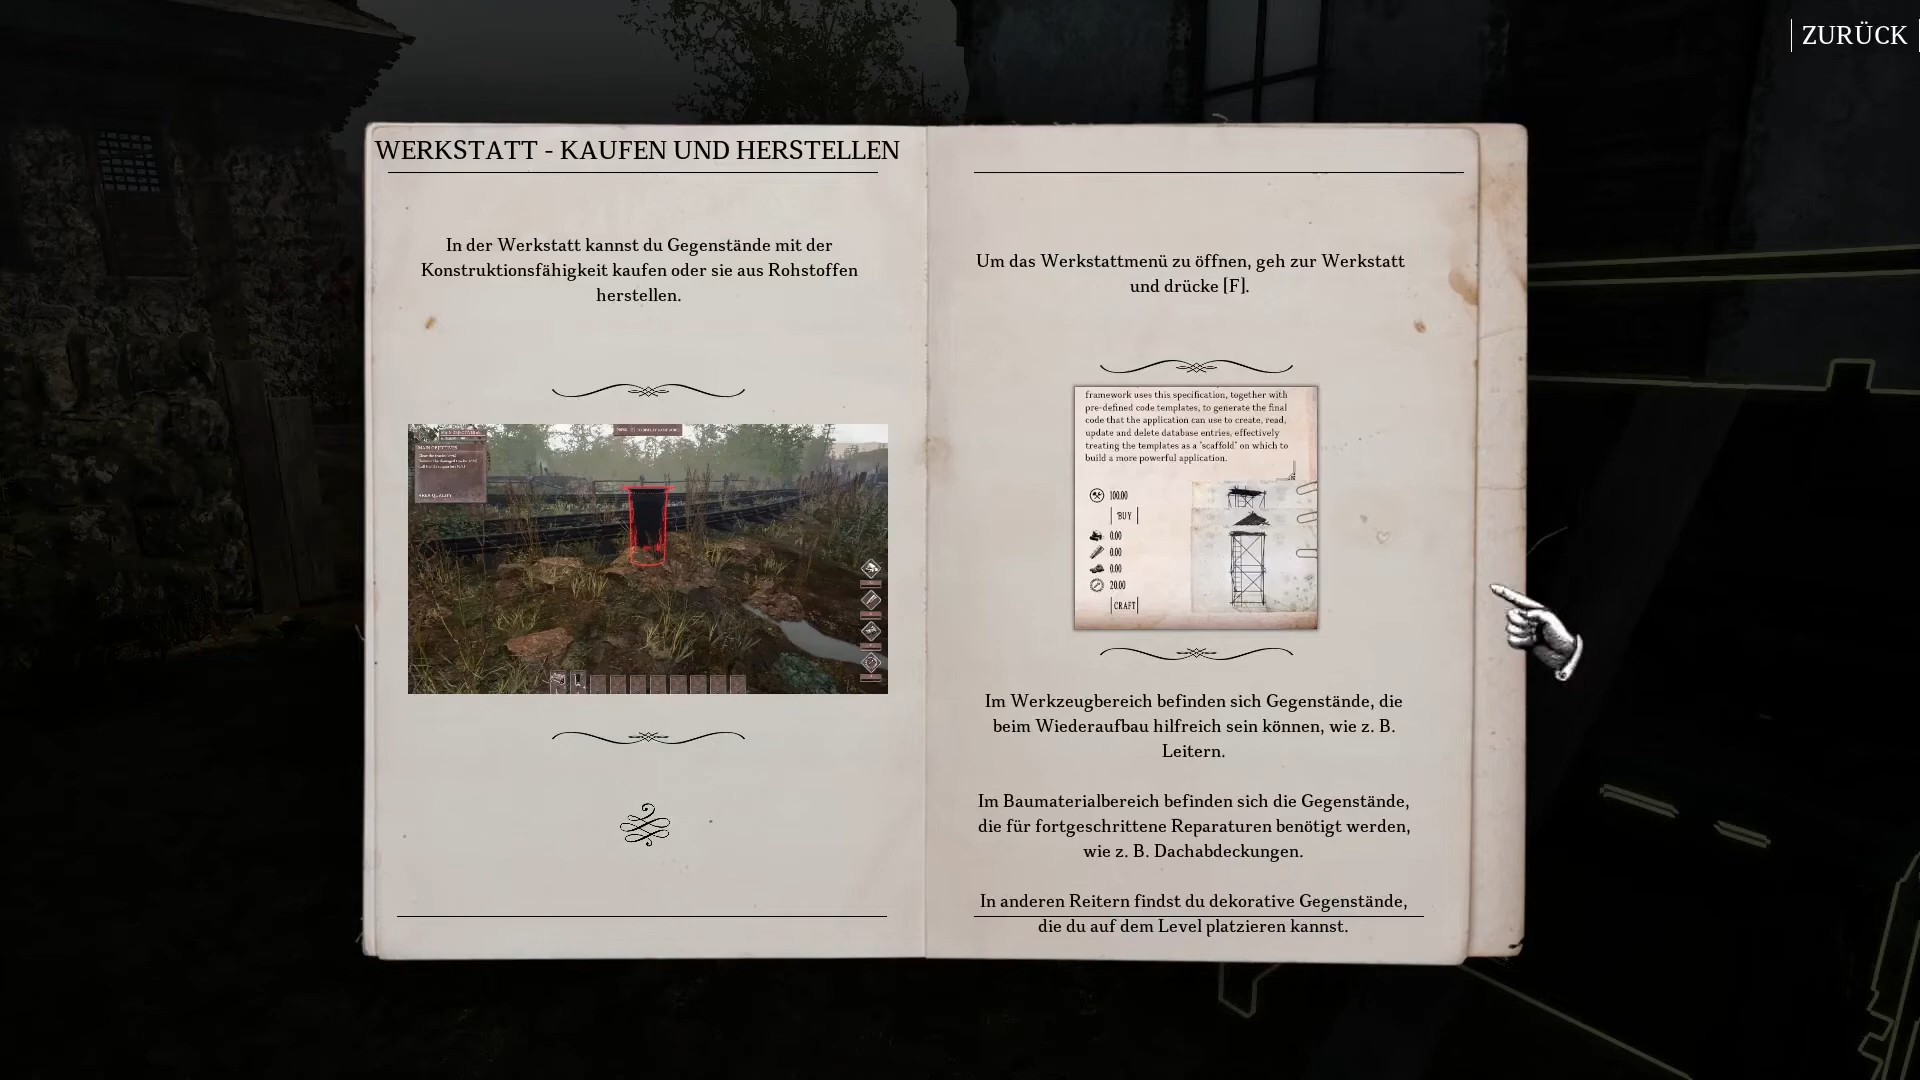 ZURÜCK
WERKSTATT - KAUFEN UND HERSTELLEN
In der Werkstatt kannst du Gegenstände mit der
Konstruktionsfähigkeit kaufen oder sie aus Rohstoffen
herstellen.
Um das Werkstattmenü zu öffnen, geh zur Werkstatt
und drücke [F].
framework uses this specification, together with
pre-defined code templates, to generate the final
code that the application can use to create, read,
update and delete database entries, effectively
treating the templates as a "scaffold" on which to
build a more powerful application.
100.00
BUY
0.00
0.00
0.00
20.00
CRAFT
Im Werkzeugbereich befinden sich Gegenstände, die
beim Wiederaufbau hilfreich sein können, wie z. B.
Leitern.
Im Baumaterialbereich befinden sich die Gegenstände,
die für fortgeschrittene Reparaturen benötigt werden,
wie z. B. Dachabdeckungen.
In anderen Reitern findst du dekorative Gegenstände,
die du auf dem Level platzieren kannst.